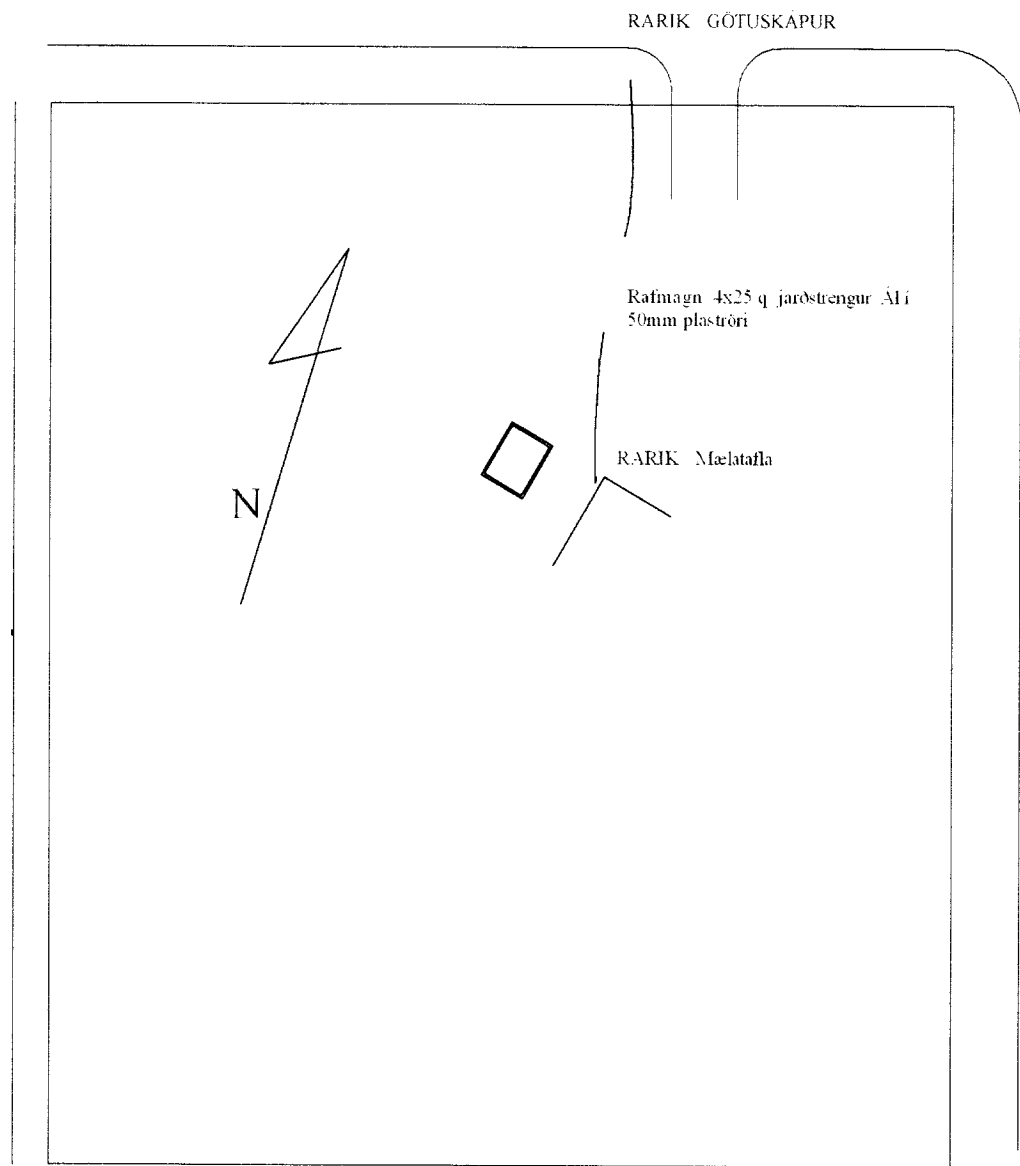 RARIK GÖTUSKÁPUR
Rafmagn 4x25 q jarðstrengur Ál í
50mm plaströri
RARIK Mælatafla
N